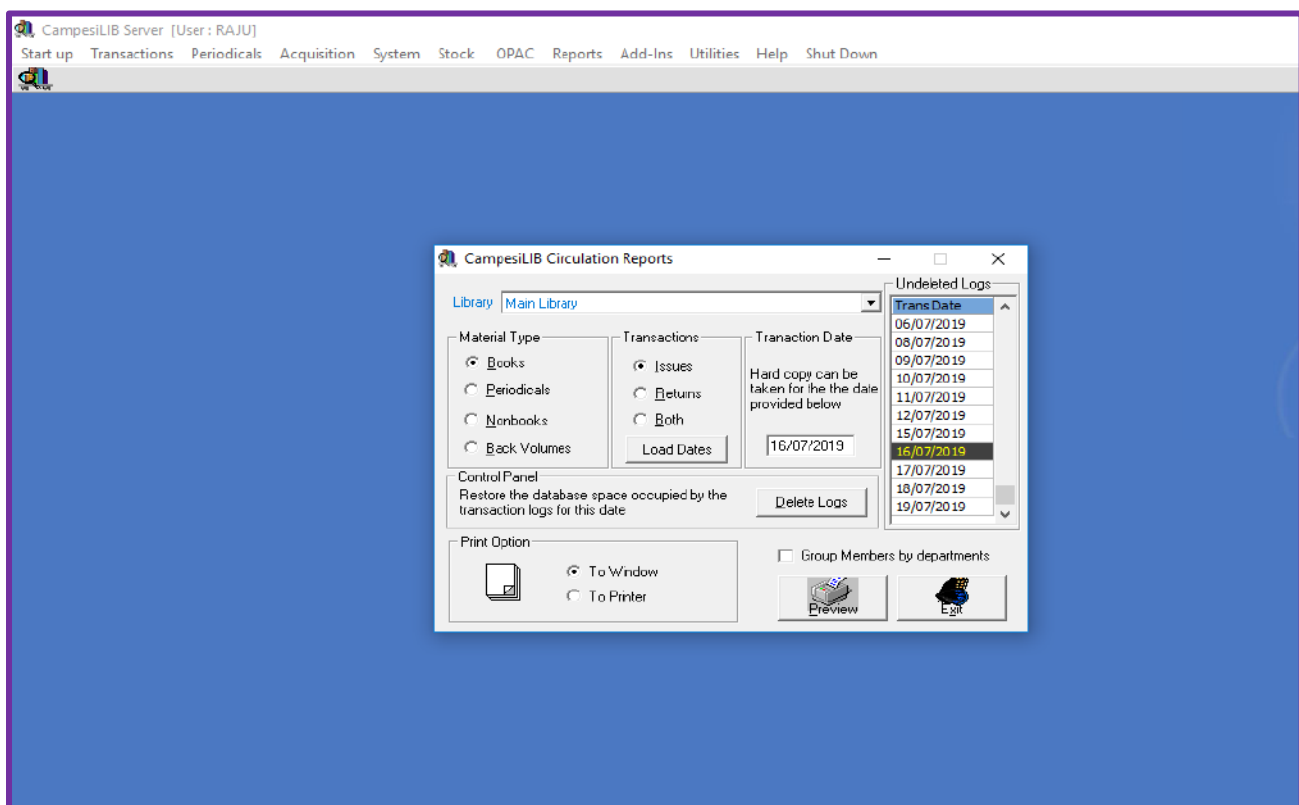 CampesiLIB Server [User : RAJU]
Start up Transactions Periodicals Acquisition System Stock OPAC Reports Add-Ins Utilities Help Shut Down
CampesiLIB Circulation Reports
Library Main Library
Material Type
Books
Periodicals
Nonbooks
Back Volumes
Transactions
Issues
Returns
Both
Load Dates
Tranaction Date
Hard copy can be
taken for the the date
provided below
16/07/2019
Undeleted Logs
Trans Date
06/07/2019
08/07/2019
09/07/2019
10/07/2019
11/07/2019
12/07/2019
15/07/2019
16/07/2019
17/07/2019
18/07/2019
19/07/2019
Control Panel
Restore the database space occupied by the
transaction logs for this date
Delete Logs
Print Option
To Window
To Printer
Group Members by departments
Preview
Exit